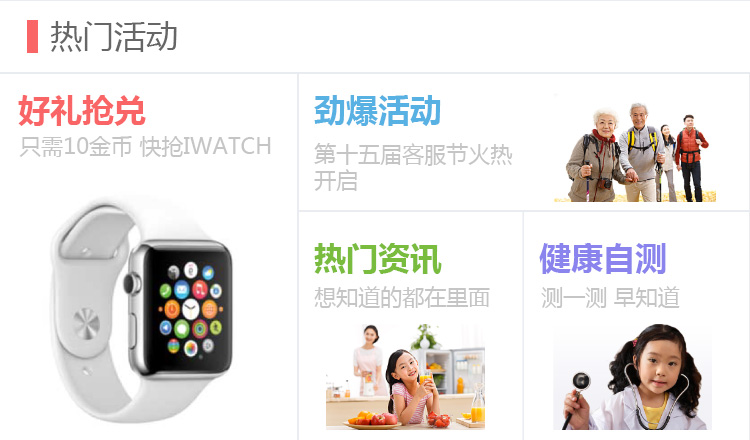 热门活动
好礼抢兑
只需10金币 快抢IWATCH
劲爆活动
第十五届客服节火热
开启
热门资讯
想知道的都在里面
健康自测
测一测 早知道